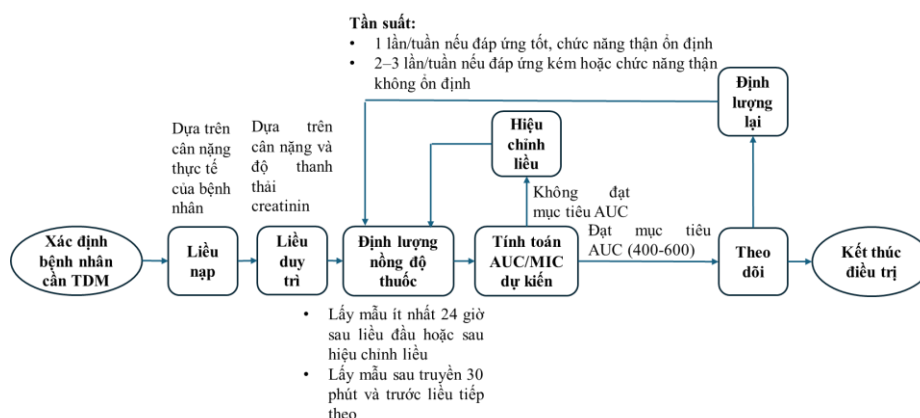 Tần suất:
• 1 lần/tuần nếu đáp ứng tốt, chức năng thận ổn định
• 2–3 lần/tuần nếu đáp ứng kém hoặc chức năng thận
không ổn định
Định
lượng
lại
Hiệu
chỉnh
liều
Dựa trên
cân nặng
thực tế
của bệnh
nhân
Dựa trên
cân nặng và
độ thanh
thải
creatinin
Không đạt
mục tiêu AUC
Đạt mục tiêu
AUC (400-600)
Xác định
bệnh nhân
cần TDM
Liều
nạp
Liều
duy
trì
Định lượng
nồng độ
thuốc
Tính toán
AUC/MIC
dự kiến
Theo
dõi
Kết thúc
điều trị
• Lấy mẫu ít nhất 24 giờ
sau liều đầu hoặc sau
hiệu chỉnh liều
• Lấy mẫu sau truyền 30
phút và trước liều tiếp
theo